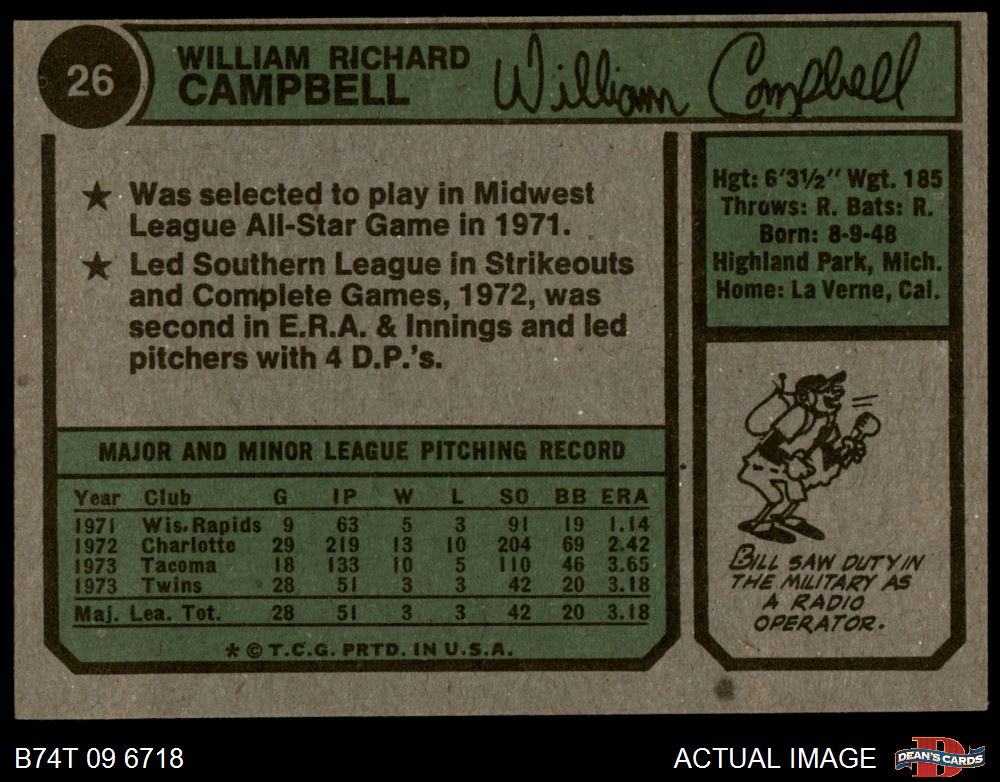 26
WILLIAM RICHARD
CAMPBELL
William Campbell
★ Was selected to play in Midwest
League All-Star Game in 1971.
★ Led Southern League in Strikeouts
and Complete Games, 1972, was
second in E.R.A. & Innings and led
pitchers with 4 D.P.'s.
MAJOR AND MINOR LEAGUE PITCHING RECORD
Year Club G IP W L SO BB ERA
1971 Wis. Rapids 9 63 5 3 91 19 1.14
1972 Charlotte 29 219 13 10 204 69 2.42
1973 Tacoma 18 133 10 5 110 46 3.65
1973 Twins 28 51 3 3 42 20 3.18
Maj. Lea. Tot. 28 51 3 3 42 20 3.18
* © T.C.G. PRTD. IN U.S.A.
Hgt: 6'3½" Wgt. 185
Throws: R. Bats: R.
Born: 8-9-48
Highland Park, Mich.
Home: La Verne, Cal.
BILL SAW DUTY IN
THE MILITARY AS
A RADIO
OPERATOR.
B74T 09 6718
ACTUAL IMAGE
D
DEAN'S CARDS